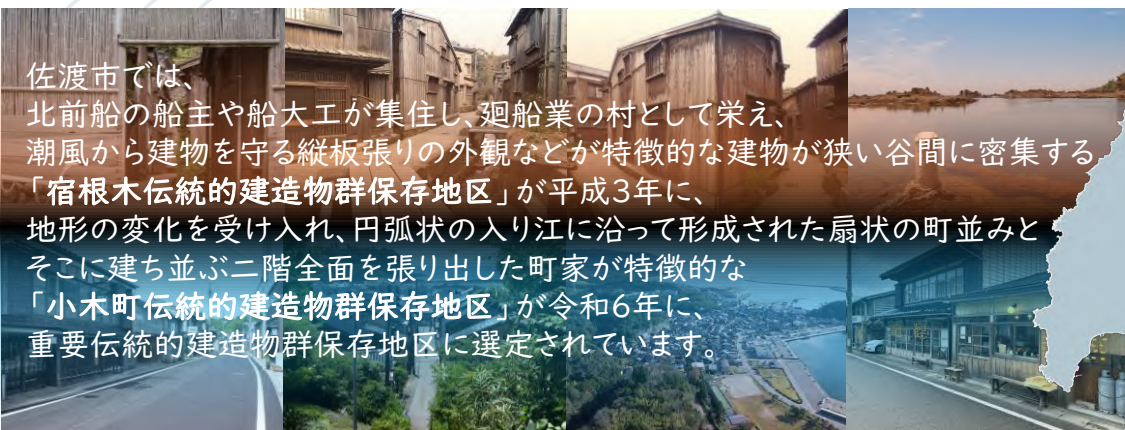 佐渡市では、
北前船の船主や船大工が集住し、廻船業の村として栄え、
潮風から建物を守る縦板張りの外観などが特徴的な建物が狭い谷間に密集する
「宿根木伝統的建造物群保存地区」が平成3年に、
地形の変化を受け入れ、円弧状の入り江に沿って形成された扇状の町並みと
そこに建ち並ぶ二階全面を張り出した町家が特徴的な
「小木町伝統的建造物群保存地区」が令和6年に、
重要伝統的建造物群保存地区に選定されています。